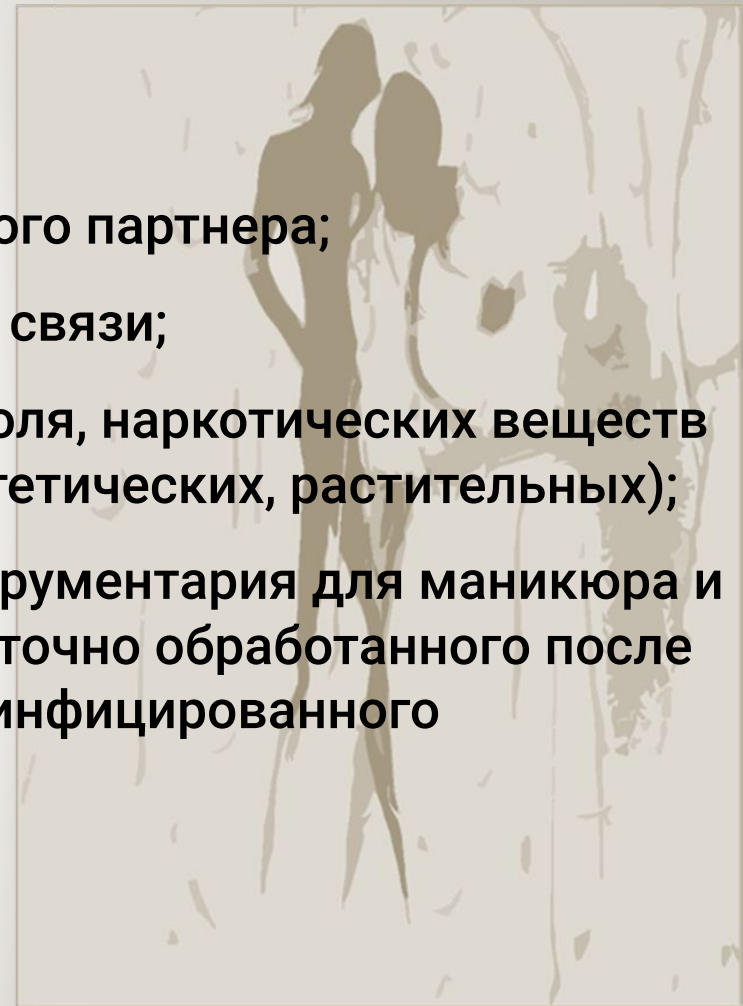 ого партнера;
связи;
оля, наркотических веществ
тетических, растительных);
рументария для маникюра и
точно обработанного после
инфицированного